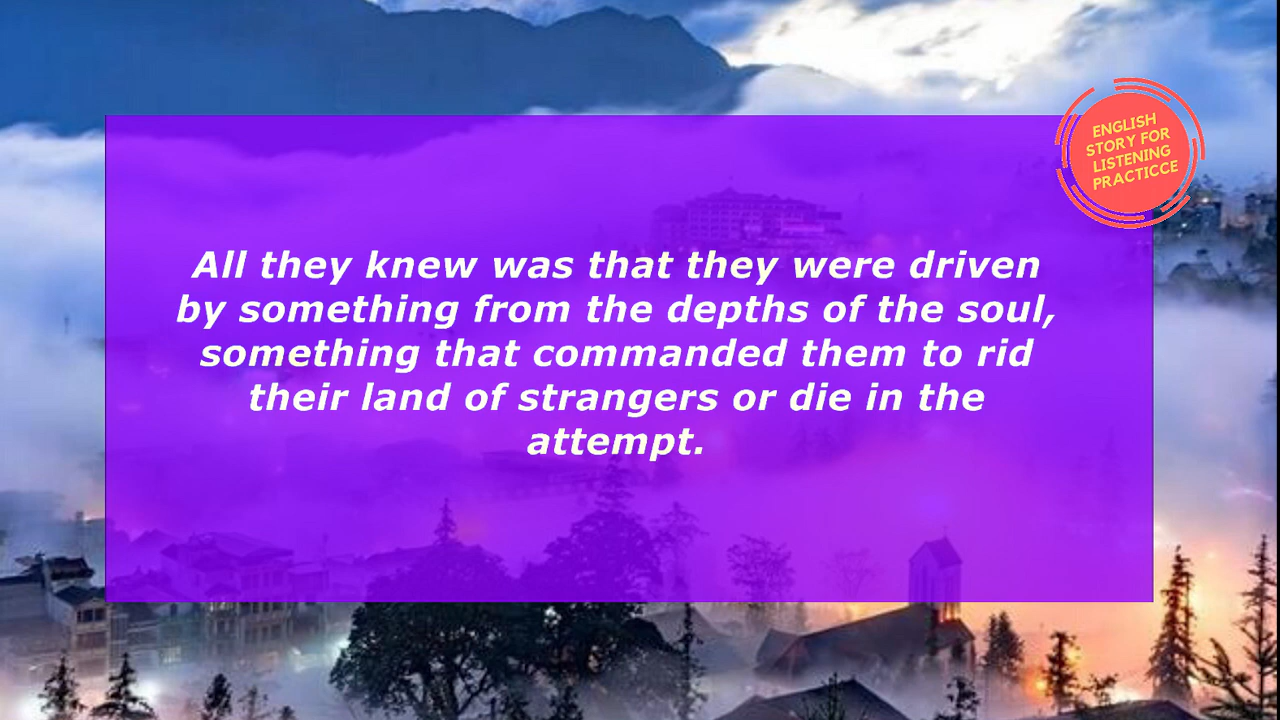 All they knew was that they were driven
by something from the depths of the soul,
something that commanded them to rid
their land of strangers or die in the
attempt.
ENGLISH
STORY FOR
LISTENING
PRACTICCE